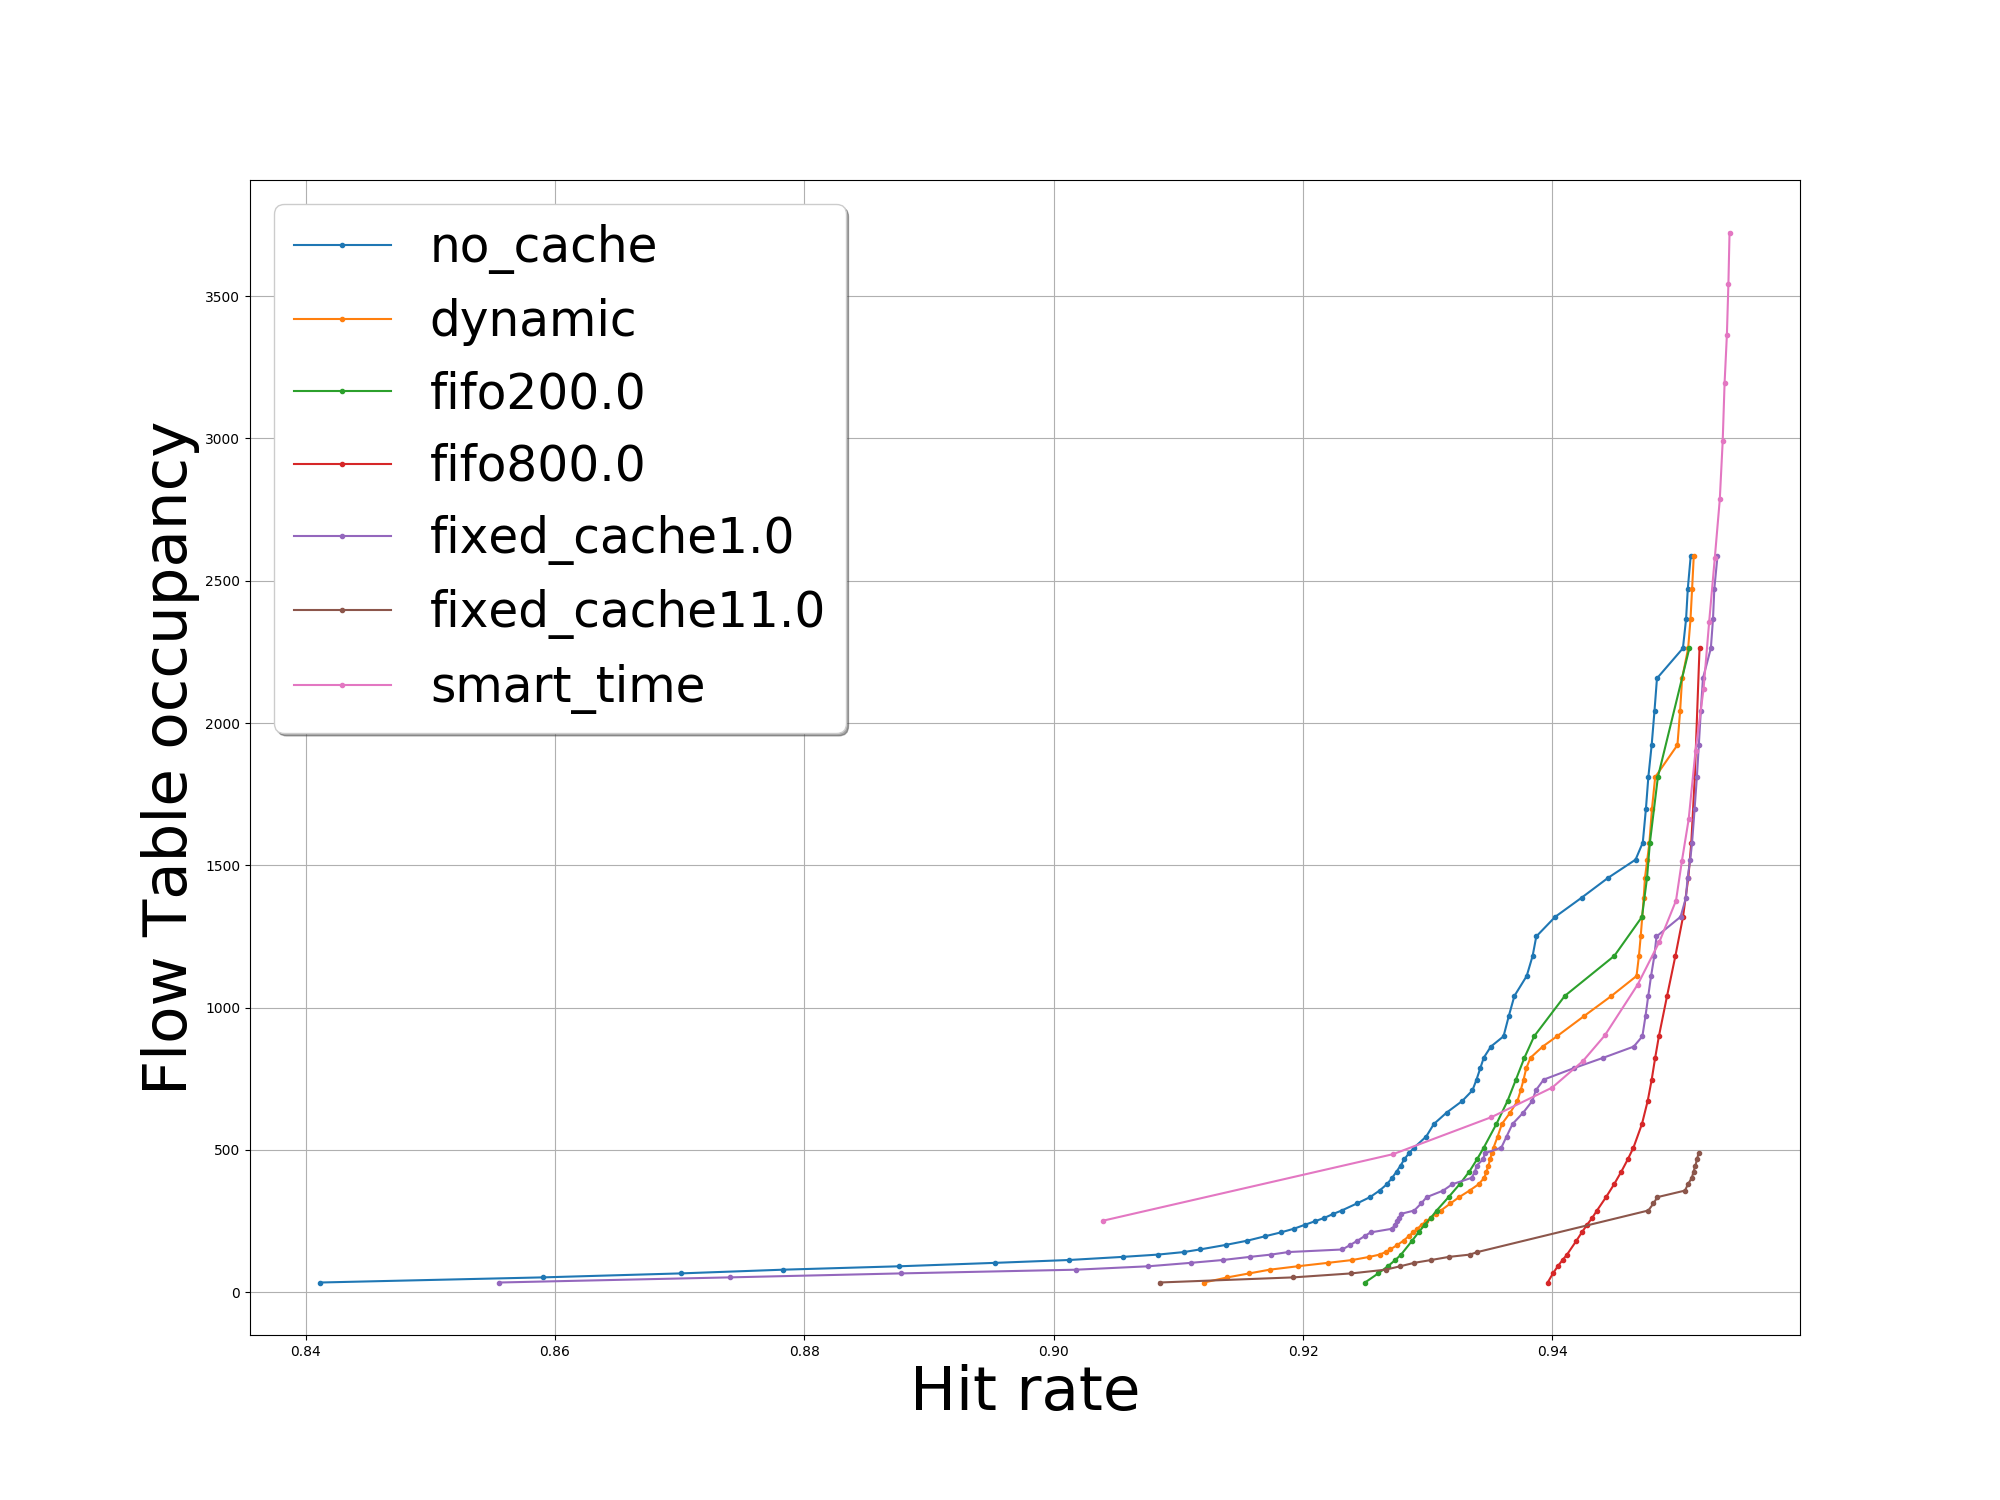 no_cache
dynamic
fifo200.0
fifo800.0
fixed_cache1.0
fixed_cache11.0
smart_time
Flow Table occupancy
3500
3000
2500
2000
1500
1000
500
0
0.84 0.86 0.88 0.90 0.92 0.94
Hit rate